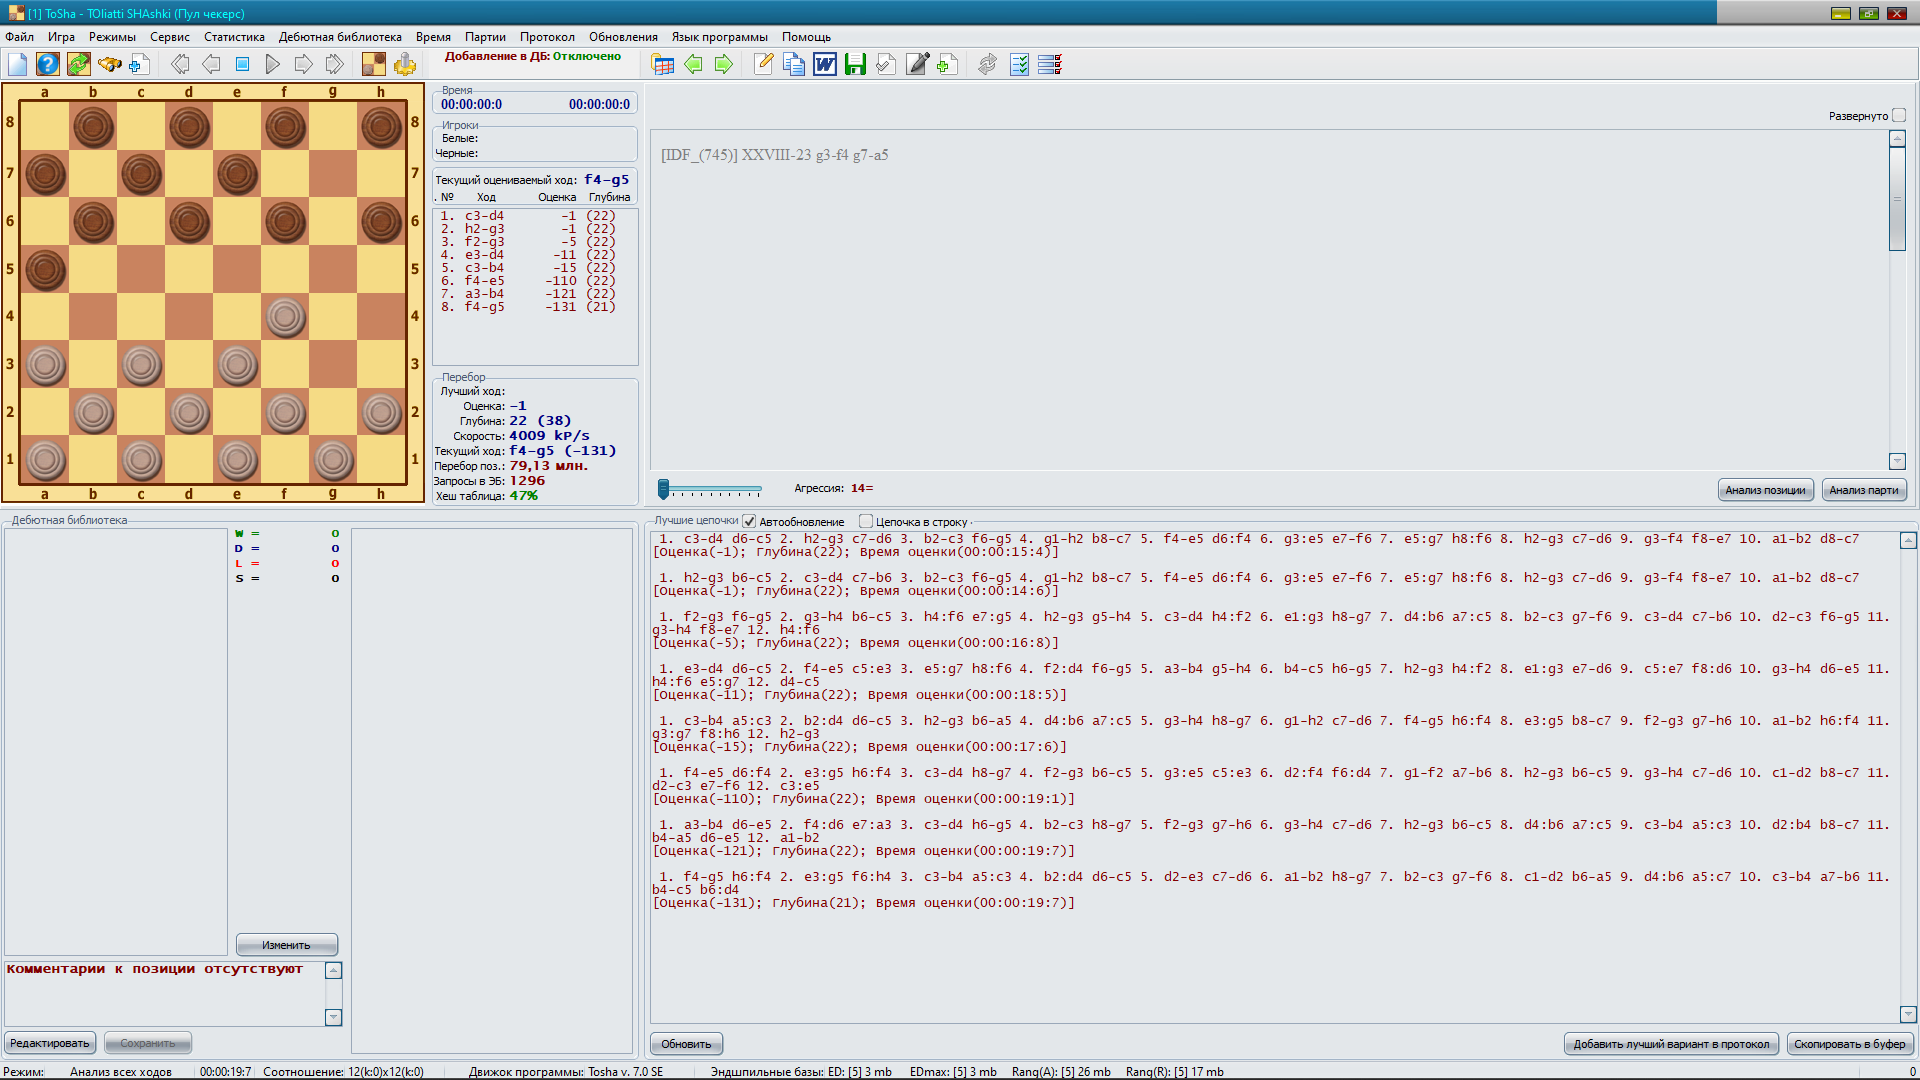 [1] ToSha - TOliatti SHAshki (Пул чекерс)
Файл Игра Режимы Сервис Статистика Дебютная библиотека Время Партии Протокол Обновления Язык программы Помощь
Добавление в ДБ: Отключено
a b c d e f g h
8 8
7 7
6 6
5 5
4 4
3 3
2 2
1 1
a b c d e f g h
Время
00:00:00:0 00:00:00:0
Игроки
Белые:
Черные:
Текущий оцениваемый ход: f4-g5
. № Ход Оценка Глубина
1. c3-d4 -1 (22)
2. h2-g3 -1 (22)
3. f2-g3 -5 (22)
4. e3-d4 -11 (22)
5. c3-b4 -15 (22)
6. f4-e5 -110 (22)
7. a3-b4 -121 (22)
8. f4-g5 -131 (21)
Перебор
Лучший ход:
Оценка: -1
Глубина: 22 (38)
Скорость: 4009 kP/s
Текущий ход: f4-g5 (-131)
Перебор поз.: 79,13 млн.
Запросы в ЭБ: 1296
Хеш таблица: 47%
Развернуто
[IDF_(745)] XXVIII-23 g3-f4 g7-a5
Агрессия: 14=
Анализ позиции Анализ парти
Дебютная библиотека
W = 0
D = 0
L = 0
S = 0
Изменить
Комментарии к позиции отсутствуют
Редактировать Сохранить
Лучшие цепочки Автообновление Цепочка в строку
1. c3-d4 d6-c5 2. h2-g3 c7-d6 3. b2-c3 f6-g5 4. g1-h2 b8-c7 5. f4-e5 d6:f4 6. g3:e5 e7-f6 7. e5:g7 h8:f6 8. h2-g3 c7-d6 9. g3-f4 f8-e7 10. a1-b2 d8-c7
[Оценка(-1); Глубина(22); Время оценки(00:00:15:4)]
1. h2-g3 b6-c5 2. c3-d4 c7-b6 3. b2-c3 f6-g5 4. g1-h2 b8-c7 5. f4-e5 d6:f4 6. g3:e5 e7-f6 7. e5:g7 h8:f6 8. h2-g3 c7-d6 9. g3-f4 f8-e7 10. a1-b2 d8-c7
[Оценка(-1); Глубина(22); Время оценки(00:00:14:6)]
1. f2-g3 f6-g5 2. g3-h4 b6-c5 3. h4:f6 e7:g5 4. h2-g3 g5-h4 5. c3-d4 h4:f2 6. e1:g3 h8-g7 7. d4:b6 a7:c5 8. b2-c3 g7-f6 9. c3-d4 c7-b6 10. d2-c3 f6-g5 11.
g3-h4 f8-e7 12. h4:f6
[Оценка(-5); Глубина(22); Время оценки(00:00:16:8)]
1. e3-d4 d6-c5 2. f4-e5 c5:e3 3. e5:g7 h8:f6 4. f2:d4 f6-g5 5. a3-b4 g5-h4 6. b4-c5 h6-g5 7. h2-g3 h4:f2 8. e1:g3 e7-d6 9. c5:e7 f8:d6 10. g3-h4 d6-e5 11.
h4:f6 e5:g7 12. d4-c5
[Оценка(-11); Глубина(22); Время оценки(00:00:18:5)]
1. c3-b4 a5:c3 2. b2:d4 d6-c5 3. h2-g3 b6-a5 4. d4:b6 a7:c5 5. g3-h4 h8-g7 6. g1-h2 c7-d6 7. f4-g5 h6:f4 8. e3:g5 b8-c7 9. f2-g3 g7-h6 10. a1-b2 h6:f4 11.
g3:g7 f8:h6 12. h2-g3
[Оценка(-15); Глубина(22); Время оценки(00:00:17:6)]
1. f4-e5 d6:f4 2. e3:g5 h6:f4 3. c3-d4 h8-g7 4. f2-g3 b6-c5 5. g3:e5 c5:e3 6. d2:f4 f6:d4 7. g1-f2 a7-b6 8. h2-g3 b6-c5 9. g3-h4 c7-d6 10. c1-d2 b8-c7 11.
d2-c3 e7-f6 12. c3:e5
[Оценка(-110); Глубина(22); Время оценки(00:00:19:1)]
1. a3-b4 d6-e5 2. f4:d6 e7:a3 3. c3-d4 h6-g5 4. b2-c3 h8-g7 5. f2-g3 g7-h6 6. g3-h4 c7-d6 7. h2-g3 b6-c5 8. d4:b6 a7:c5 9. c3-b4 a5:c3 10. d2:b4 b8-c7 11.
b4-a5 d6-e5 12. a1-b2
[Оценка(-121); Глубина(22); Время оценки(00:00:19:7)]
1. f4-g5 h6:f4 2. e3:g5 f6:h4 3. c3-b4 a5:c3 4. b2:d4 d6-c5 5. d2-e3 c7-d6 6. a1-b2 h8-g7 7. b2-c3 g7-f6 8. c1-d2 b6-a5 9. d4:b6 a5:c7 10. c3-b4 a7-b6 11.
b4-c5 b6:d4
[Оценка(-131); Глубина(21); Время оценки(00:00:19:7)]
Обновить Добавить лучший вариант в протокол Скопировать в буфер
Режим: Анализ всех ходов 00:00:19:7 Соотношение: 12(k:0)x12(k:0) Движок программы: Tosha v. 7.0 SE Эндшпильные базы: ED: [5] 3 mb EDmax: [5] 3 mb Rang(A): [5] 26 mb Rang(R): [5] 17 mb 0